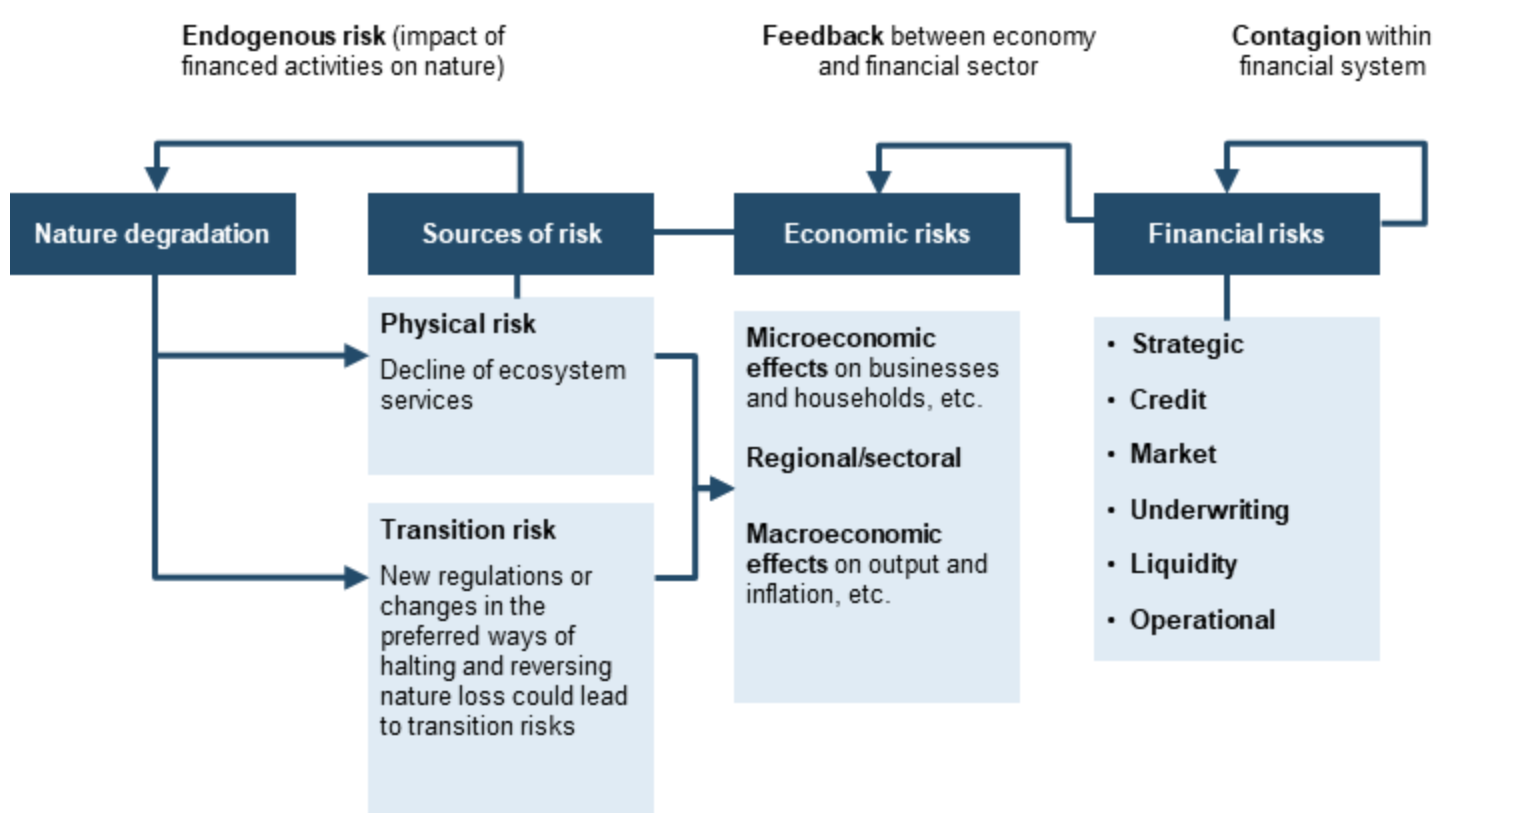 Endogenous risk (impact of
financed activities on nature)
Feedback between economy
and financial sector
Contagion within
financial system
Nature degradation
Sources of risk
Economic risks
Financial risks
Physical risk
Decline of ecosystem
services
Transition risk
New regulations or
changes in the
preferred ways of
halting and reversing
nature loss could lead
to transition risks
Microeconomic
effects on businesses
and households, etc.
Regional/sectoral
Macroeconomic
effects on output and
inflation, etc.
• Strategic
• Credit
• Market
• Underwriting
• Liquidity
• Operational